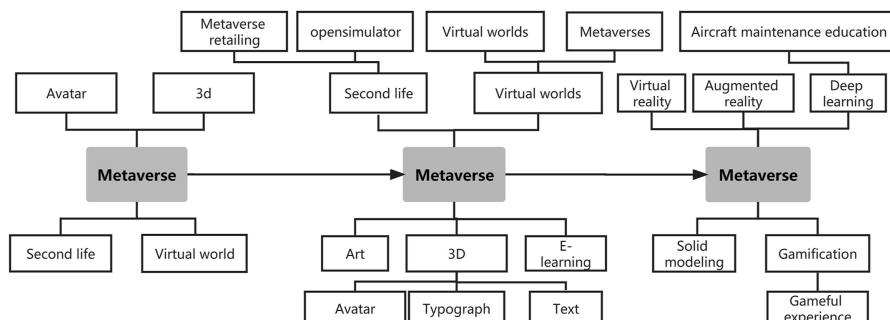 Metaverse
retailing
opensimulator
Virtual worlds
Metaverses
Aircraft maintenance education
Avatar
3d
Second life
Virtual worlds
Virtual
reality
Augmented
reality
Deep
learning
Metaverse
Metaverse
Metaverse
Second life
Virtual world
Art
3D
E-
learning
Solid
modeling
Gamification
Avatar
Typograph
Text
Gameful
experience